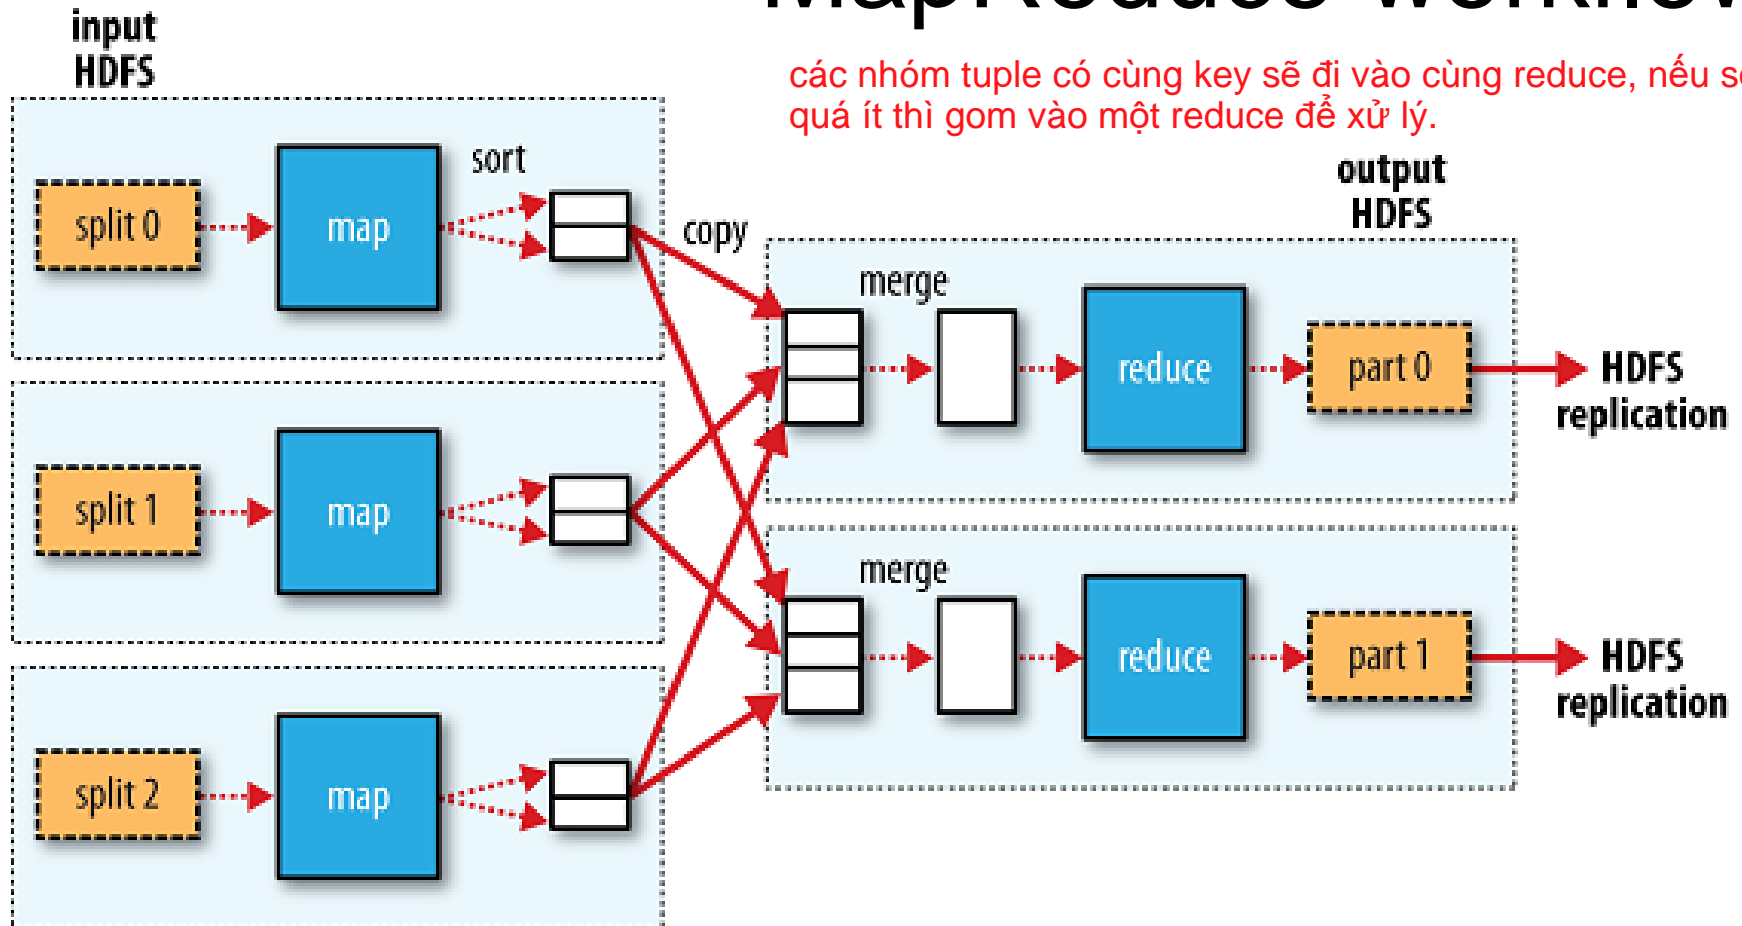 MapReduce workflow
input
HDFS
các nhóm tuple có cùng key sẽ đi vào cùng reduce, nếu
quá ít thì gom vào một reduce để xử lý.
sort
output
HDFS
split 0
map
copy
merge
reduce
part 0
HDFS
replication
split 1
map
merge
reduce
part 1
HDFS
replication
split 2
map